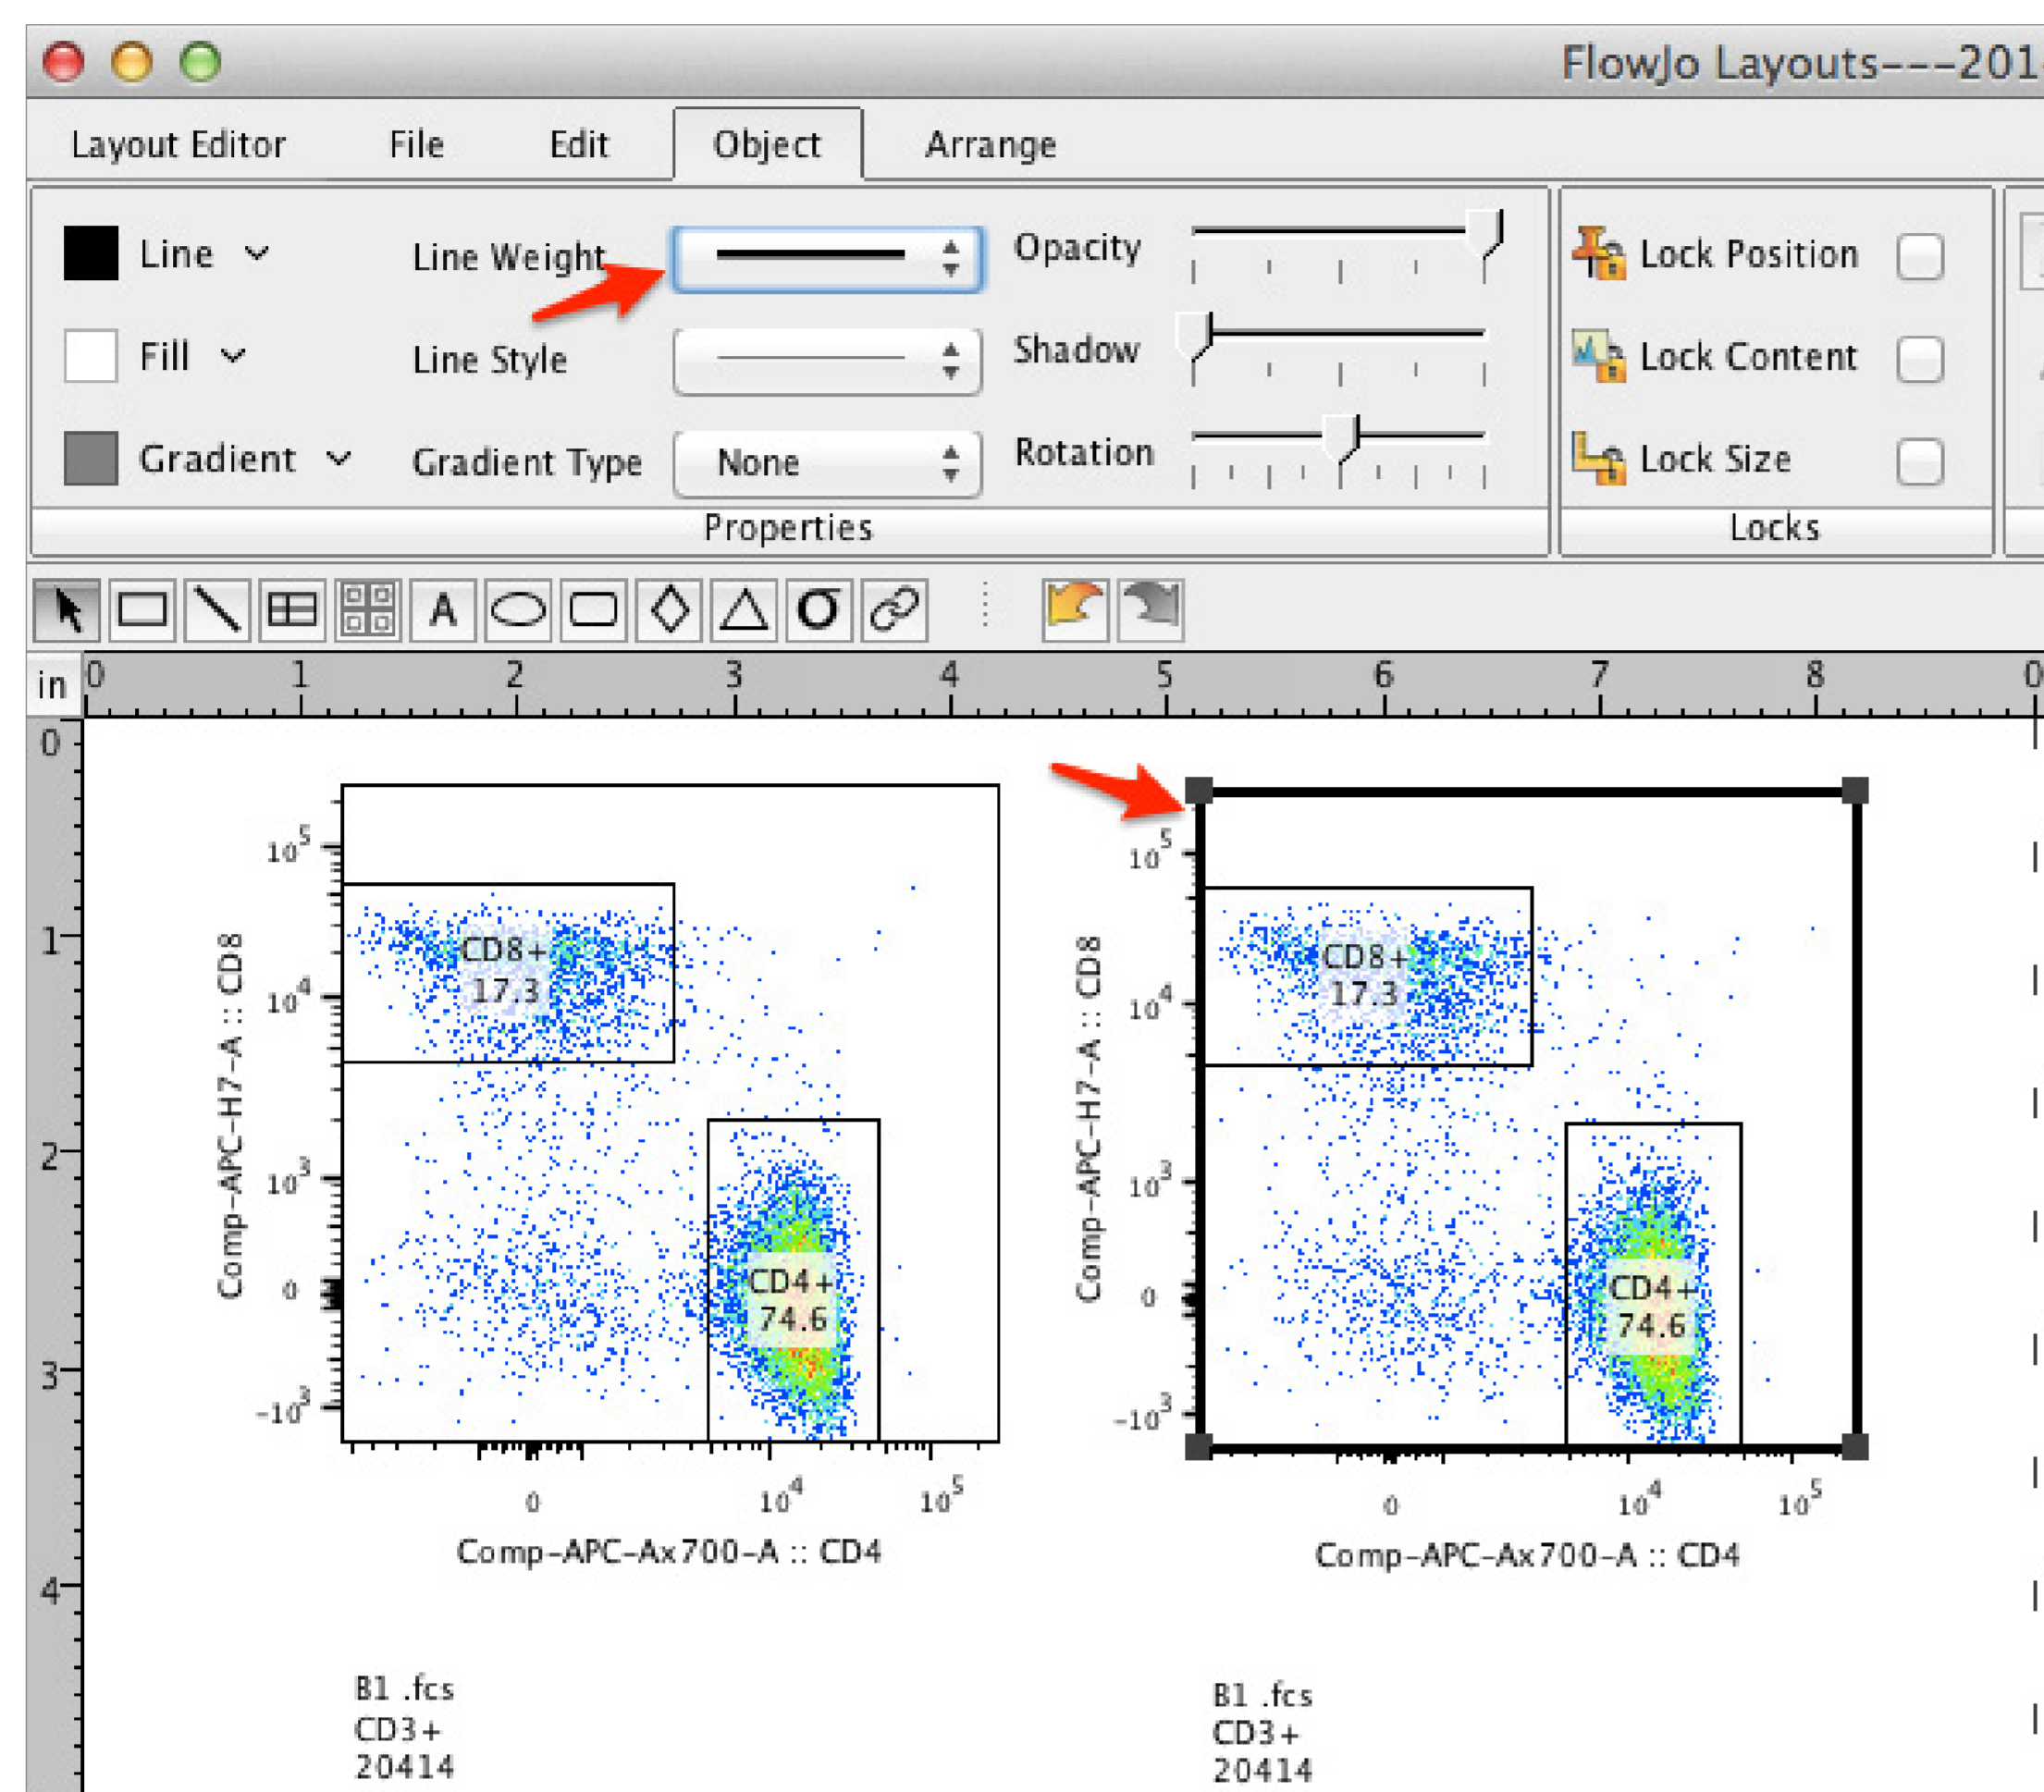 FlowJo Layouts---201
Layout Editor File Edit Object Arrange
Line Line Weight Opacity Lock Position
Fill Line Style Shadow Lock Content
Gradient Gradient Type None Rotation Lock Size
Properties Locks
A σ
in 0 1 2 3 4 5 6 7 8 0
0
1
2
3
4
Comp-APC-H7-A :: CD8
10^5
10^4
10^3
0
-10^3
CD8+
17.3
CD4+
74.6
0 10^4 10^5
Comp-APC-Ax700-A :: CD4
B1 .fcs
CD3+
20414
Comp-APC-H7-A :: CD8
10^5
10^4
10^3
0
-10^3
CD8+
17.3
CD4+
74.6
0 10^4 10^5
Comp-APC-Ax700-A :: CD4
B1 .fcs
CD3+
20414